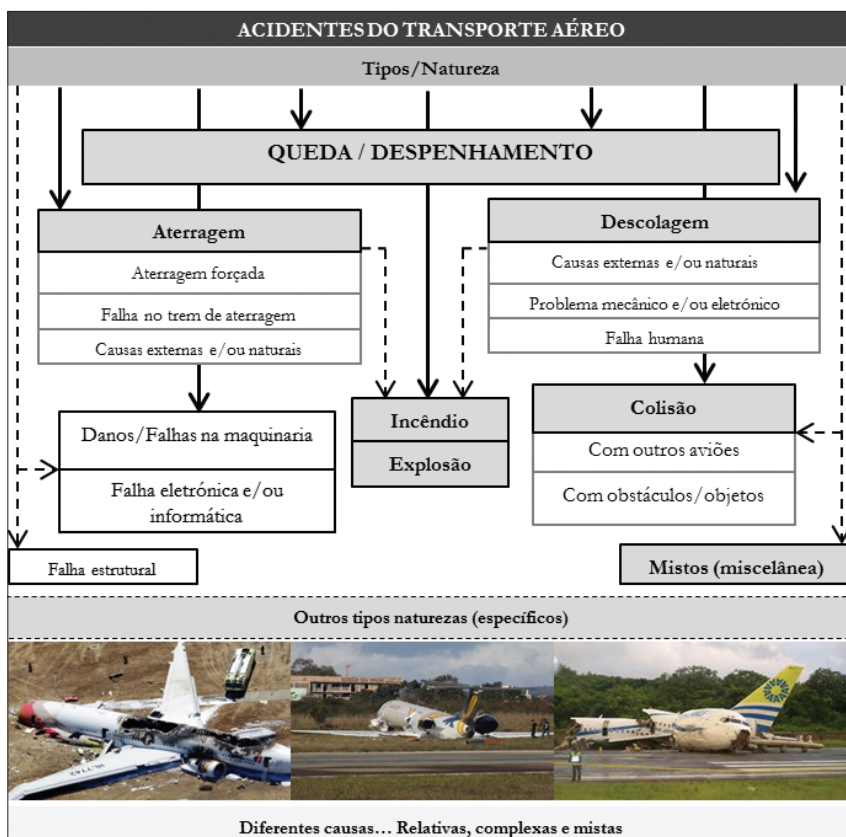 ACIDENTES DO TRANSPORTE AÉREO
Tipos/Natureza
QUEDA / DESPENHAMENTO
Aterragem
Aterragem forçada
Falha no trem de aterragem
Causas externas e/ou naturais
Descolagem
Causas externas e/ou naturais
Problema mecânico e/ou eletrónico
Falha humana
Danos/Falhas na maquinaria
Falha eletrónica e/ou
informática
Incêndio
Explosão
Colisão
Com outros aviões
Com obstáculos/objetos
Falha estrutural
Mistos (miscelânea)
Outros tipos naturezas (específicos)
HL7742
Diferentes causas... Relativas, complexas e mistas